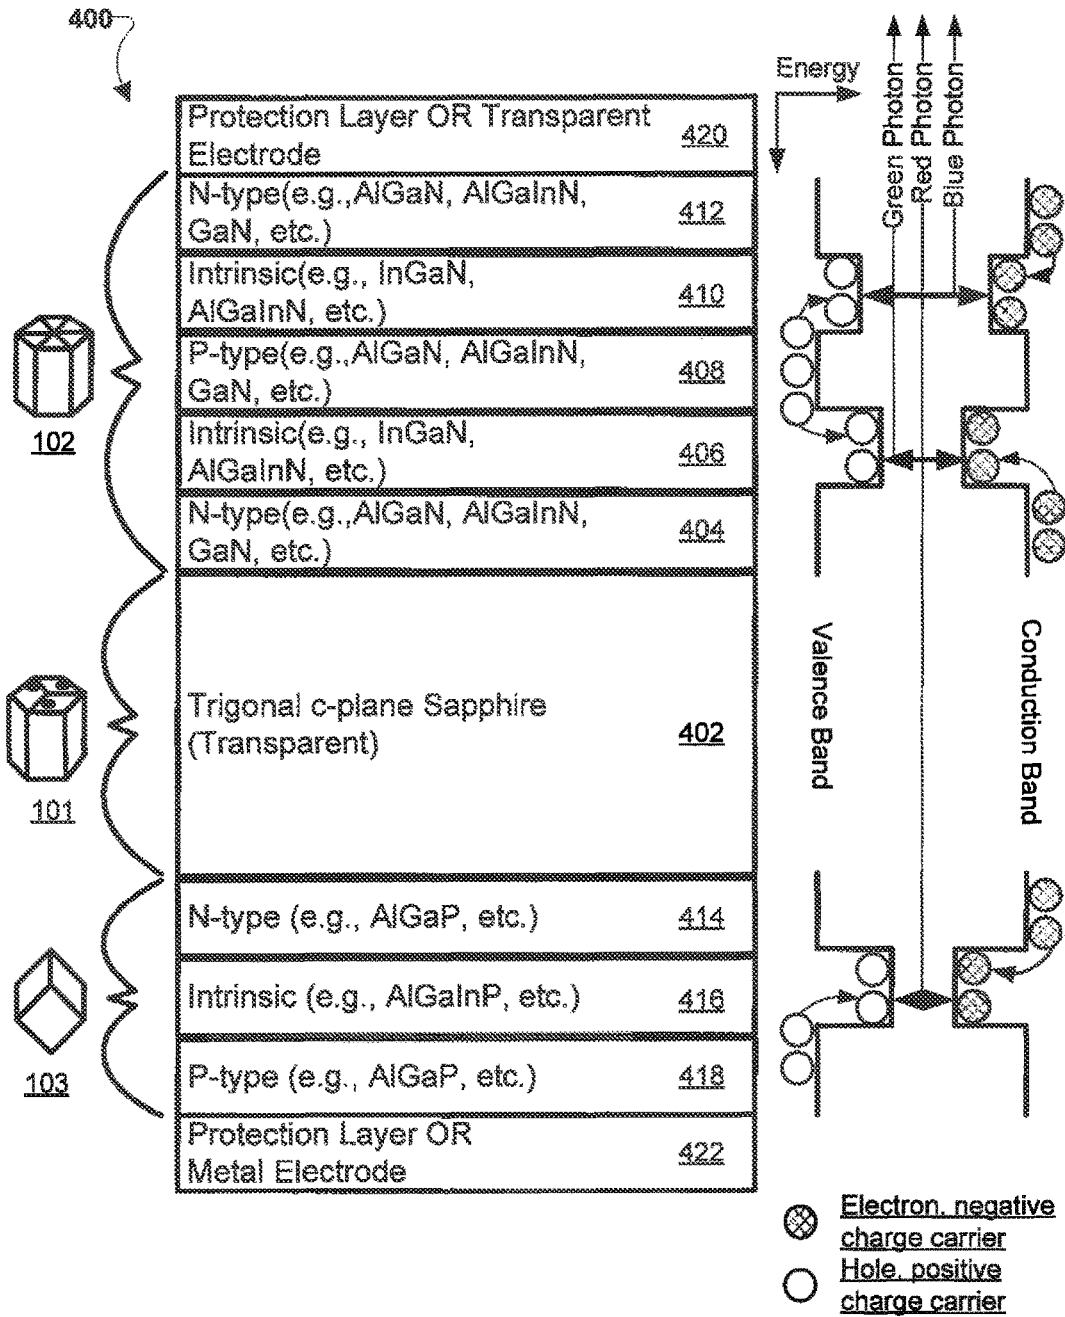 400
Energy
Green Photon
Red Photon
Blue Photon
Protection Layer OR Transparent
Electrode
420
N-type(e.g.,AlGaN, AlGaInN,
GaN, etc.)
412
Intrinsic(e.g., InGaN,
AlGaInN, etc.)
410
P-type(e.g.,AlGaN, AlGaInN,
GaN, etc.)
408
102
Intrinsic(e.g., InGaN,
AlGaInN, etc.)
406
N-type(e.g.,AlGaN, AlGaInN,
GaN, etc.)
404
Trigonal c-plane Sapphire
(Transparent)
402
Valence Band
Conduction Band
101
N-type (e.g., AlGaP, etc.)
414
Intrinsic (e.g., AlGaInP, etc.)
416
103
P-type (e.g., AlGaP, etc.)
418
Protection Layer OR
Metal Electrode
422
Electron, negative
charge carrier
Hole, positive
charge carrier